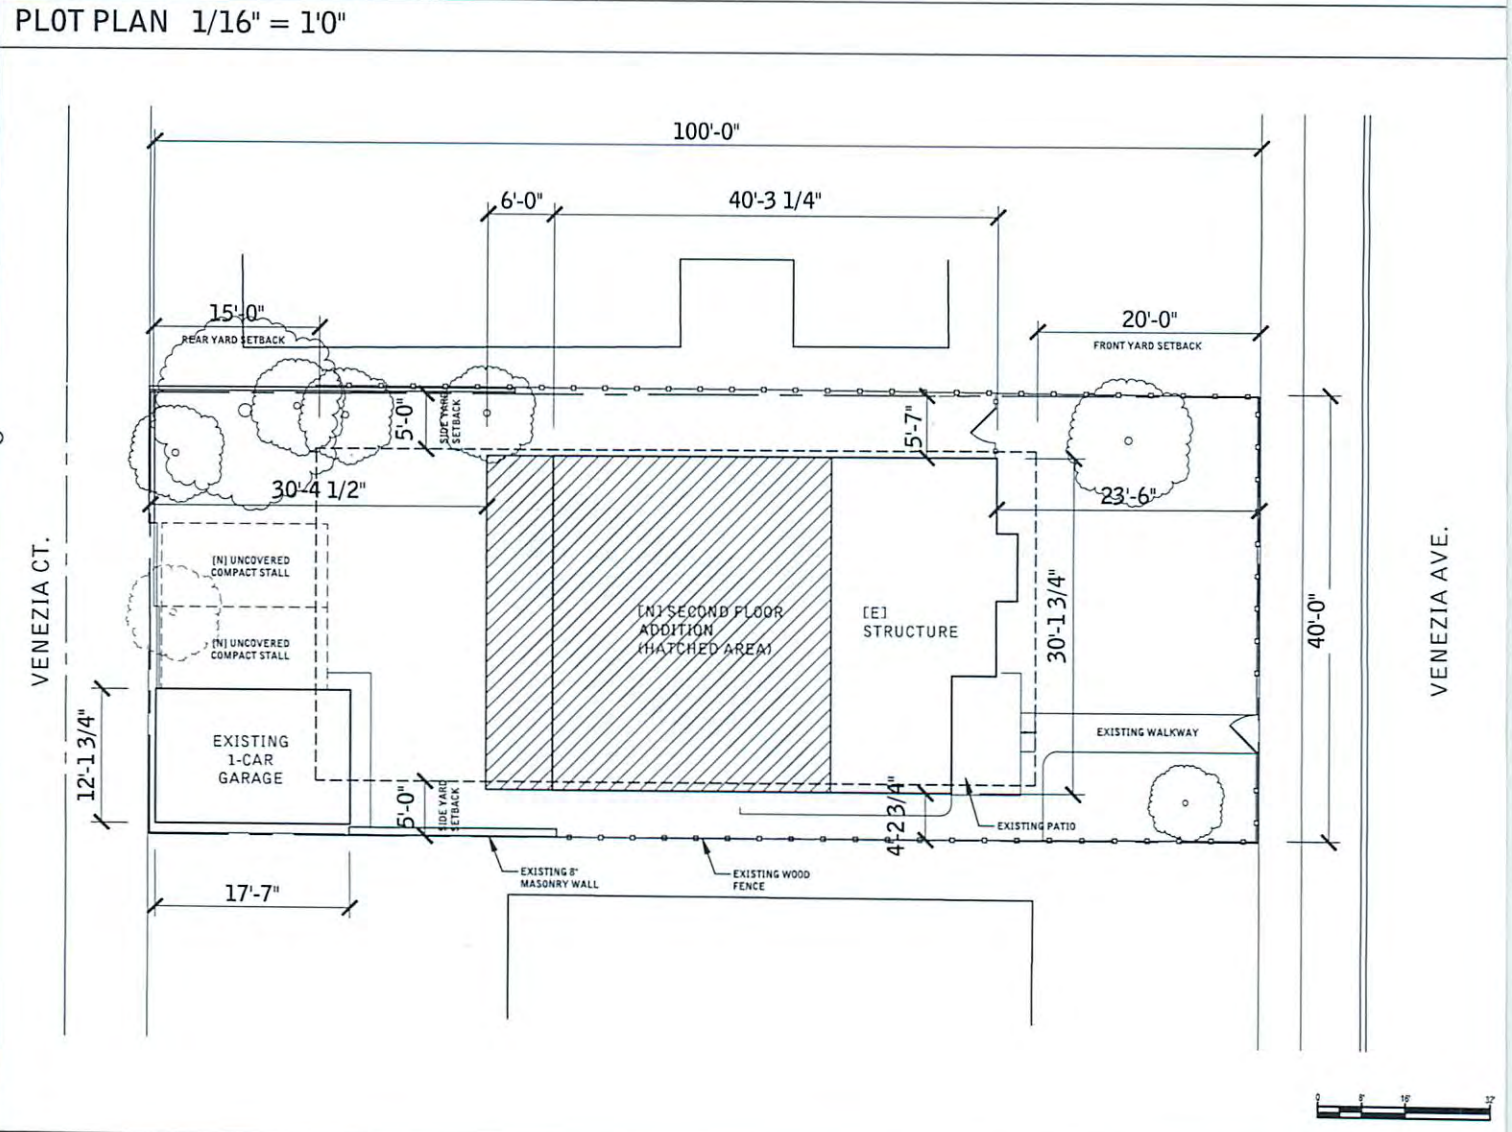 PLOT PLAN 1/16" = 1'0"
100'-0"
6'-0"
40'-3 1/4"
15'-0"
REAR YARD SETBACK
20'-0"
FRONT YARD SETBACK
5'-0"
SIDE YARD
SETBACK
5'-7"
30'-4 1/2"
23'-6"
VENEZIA CT.
[N] UNCOVERED
COMPACT STALL
[N] UNCOVERED
COMPACT STALL
[N] SECOND FLOOR
ADDITION
(HATCHED AREA)
[E]
STRUCTURE
30'-1 3/4"
40'-0"
VENEZIA AVE.
12'-1 3/4"
EXISTING
1-CAR
GARAGE
EXISTING WALKWAY
5'-0"
SIDE YARD
SETBACK
4'-2 3/4"
EXISTING PATIO
EXISTING 8"
MASONRY WALL
EXISTING WOOD
FENCE
17'-7"
0 8' 16' 32'